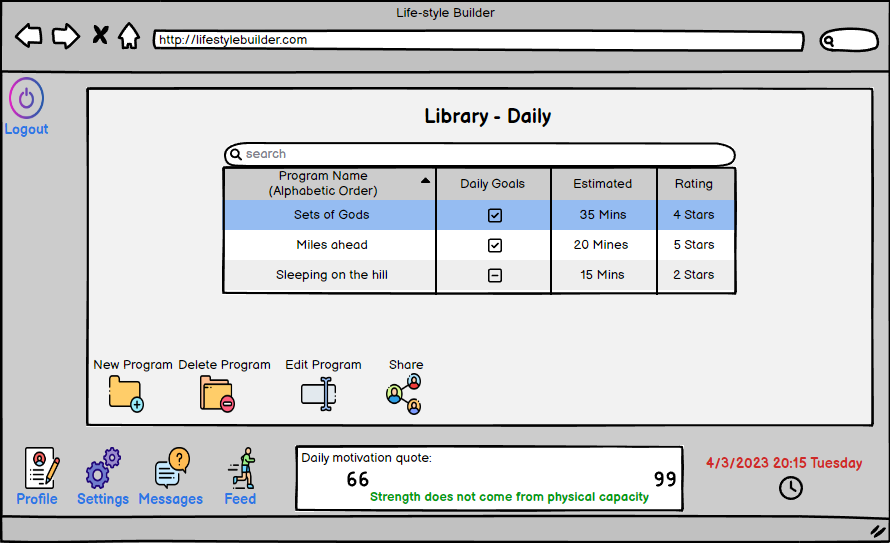 Life-style Builder
http://lifestylebuilder.com
Logout
Library - Daily
search
Program Name
(Alphabetic Order)
Daily Goals
Estimated
Rating
Sets of Gods
35 Mins
4 Stars
Miles ahead
20 Mines
5 Stars
Sleeping on the hill
15 Mins
2 Stars
New Program
Delete Program
Edit Program
Share
Profile
Settings
Messages
Feed
Daily motivation quote:
66
99
Strength does not come from physical capacity
4/3/2023 20:15 Tuesday